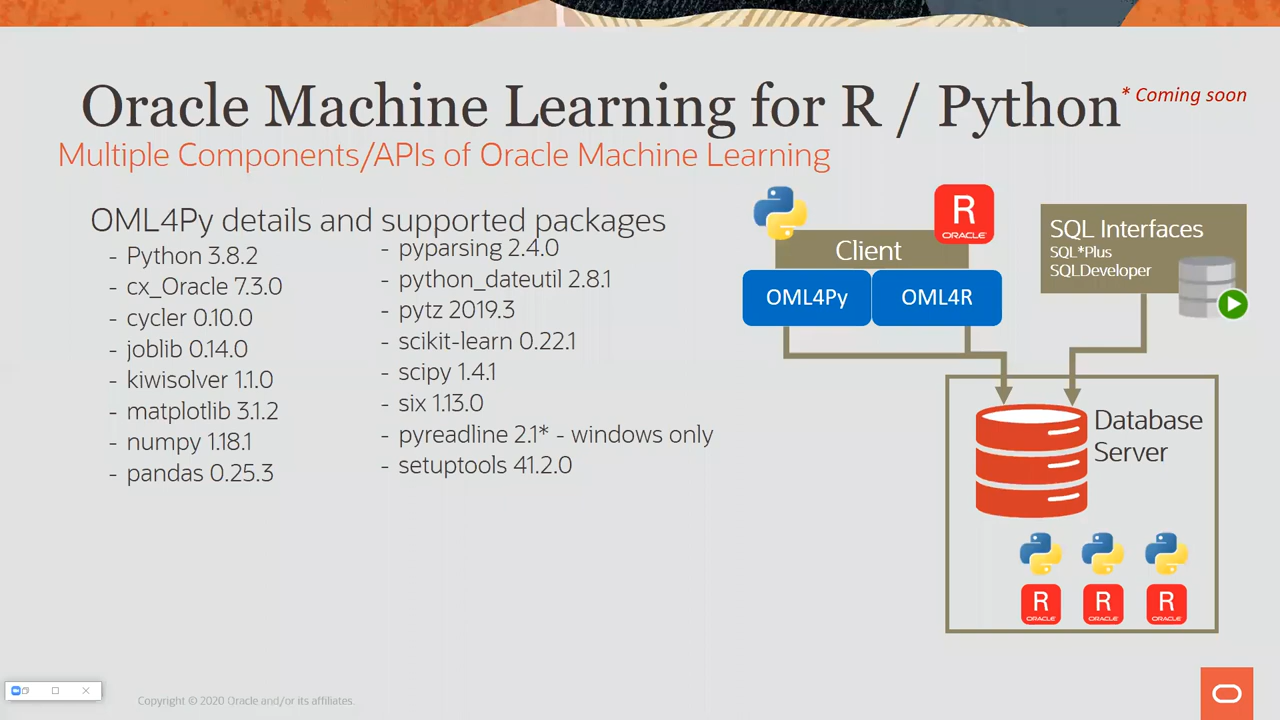 Oracle Machine Learning for R / Python
* Coming soon
Multiple Components/APIs of Oracle Machine Learning
OML4Py details and supported packages
- Python 3.8.2
- cx_Oracle 7.3.0
- cycler 0.10.0
- joblib 0.14.0
- kiwisolver 1.1.0
- matplotlib 3.1.2
- numpy 1.18.1
- pandas 0.25.3
- pyparsing 2.4.0
- python_dateutil 2.8.1
- pytz 2019.3
- scikit-learn 0.22.1
- scipy 1.4.1
- six 1.13.0
- pyreadline 2.1* - windows only
- setuptools 41.2.0
R
ORACLE
Client
OML4Py
OML4R
SQL Interfaces
SQL*Plus
SQLDeveloper
Database
Server
R R R
ORACLE ORACLE ORACLE
Copyright © 2020 Oracle and/or its affiliates.